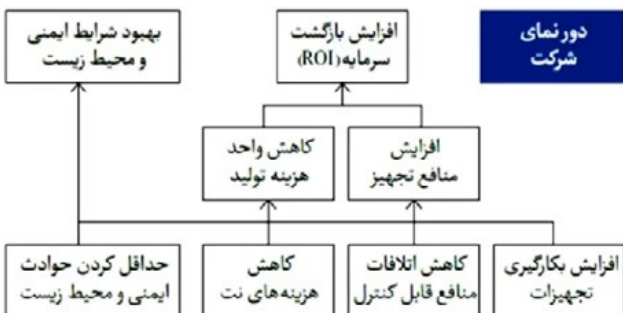 دورنمای
شرکت
افزایش بازگشت
سرمایه(ROI)
بهبود شرایط ایمنی
و محیط زیست
افزایش
منافع تجهیز
کاهش واحد
هزینه تولید
افزایش بکارگیری
تجهیزات
کاهش اتلافات
منافع قابل کنترل
کاهش
هزینه‌های نت
حداقل کردن حوادث
ایمنی و محیط زیست